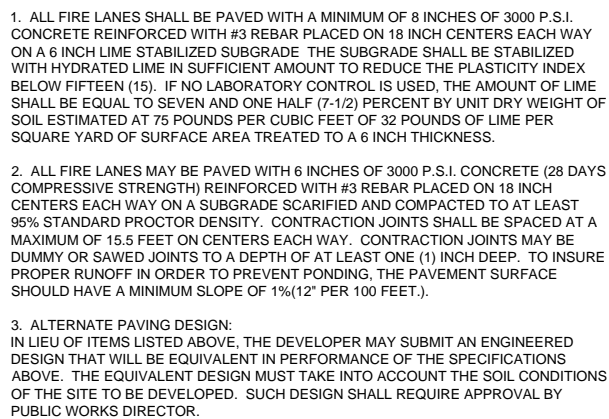 1.  ALL FIRE LANES SHALL BE PAVED WITH A MINIMUM OF 8 INCHES OF 3000 P.S.I.
CONCRETE REINFORCED WITH #3 REBAR PLACED ON 18 INCH CENTERS EACH WAY
ON A 6 INCH LIME STABILIZED SUBGRADE  THE SUBGRADE SHALL BE STABILIZED
WITH HYDRATED LIME IN SUFFICIENT AMOUNT TO REDUCE THE PLASTICITY INDEX
BELOW FIFTEEN (15).  IF NO LABORATORY CONTROL IS USED, THE AMOUNT OF LIME
SHALL BE EQUAL TO SEVEN AND ONE HALF (7-1/2) PERCENT BY UNIT DRY WEIGHT OF
SOIL ESTIMATED AT 75 POUNDS PER CUBIC FEET OF 32 POUNDS OF LIME PER
SQUARE YARD OF SURFACE AREA TREATED TO A 6 INCH THICKNESS.
2.  ALL FIRE LANES MAY BE PAVED WITH 6 INCHES OF 3000 P.S.I. CONCRETE (28 DAYS
COMPRESSIVE STRENGTH) REINFORCED WITH #3 REBAR PLACED ON 18 INCH
CENTERS EACH WAY ON A SUBGRADE SCARIFIED AND COMPACTED TO AT LEAST
95% STANDARD PROCTOR DENSITY.  CONTRACTION JOINTS SHALL BE SPACED AT A
MAXIMUM OF 15.5 FEET ON CENTERS EACH WAY.  CONTRACTION JOINTS MAY BE
DUMMY OR SAWED JOINTS TO A DEPTH OF AT LEAST ONE (1) INCH DEEP.  TO INSURE
PROPER RUNOFF IN ORDER TO PREVENT PONDING, THE PAVEMENT SURFACE
SHOULD HAVE A MINIMUM SLOPE OF 1%(12" PER 100 FEET.).
3.  ALTERNATE PAVING DESIGN:
IN LIEU OF ITEMS LISTED ABOVE, THE DEVELOPER MAY SUBMIT AN ENGINEERED
DESIGN THAT WILL BE EQUIVALENT IN PERFORMANCE OF THE SPECIFICATIONS
ABOVE.  THE EQUIVALENT DESIGN MUST TAKE INTO ACCOUNT THE SOIL CONDITIONS
OF THE SITE TO BE DEVELOPED.  SUCH DESIGN SHALL REQUIRE APPROVAL BY
PUBLIC WORKS DIRECTOR.